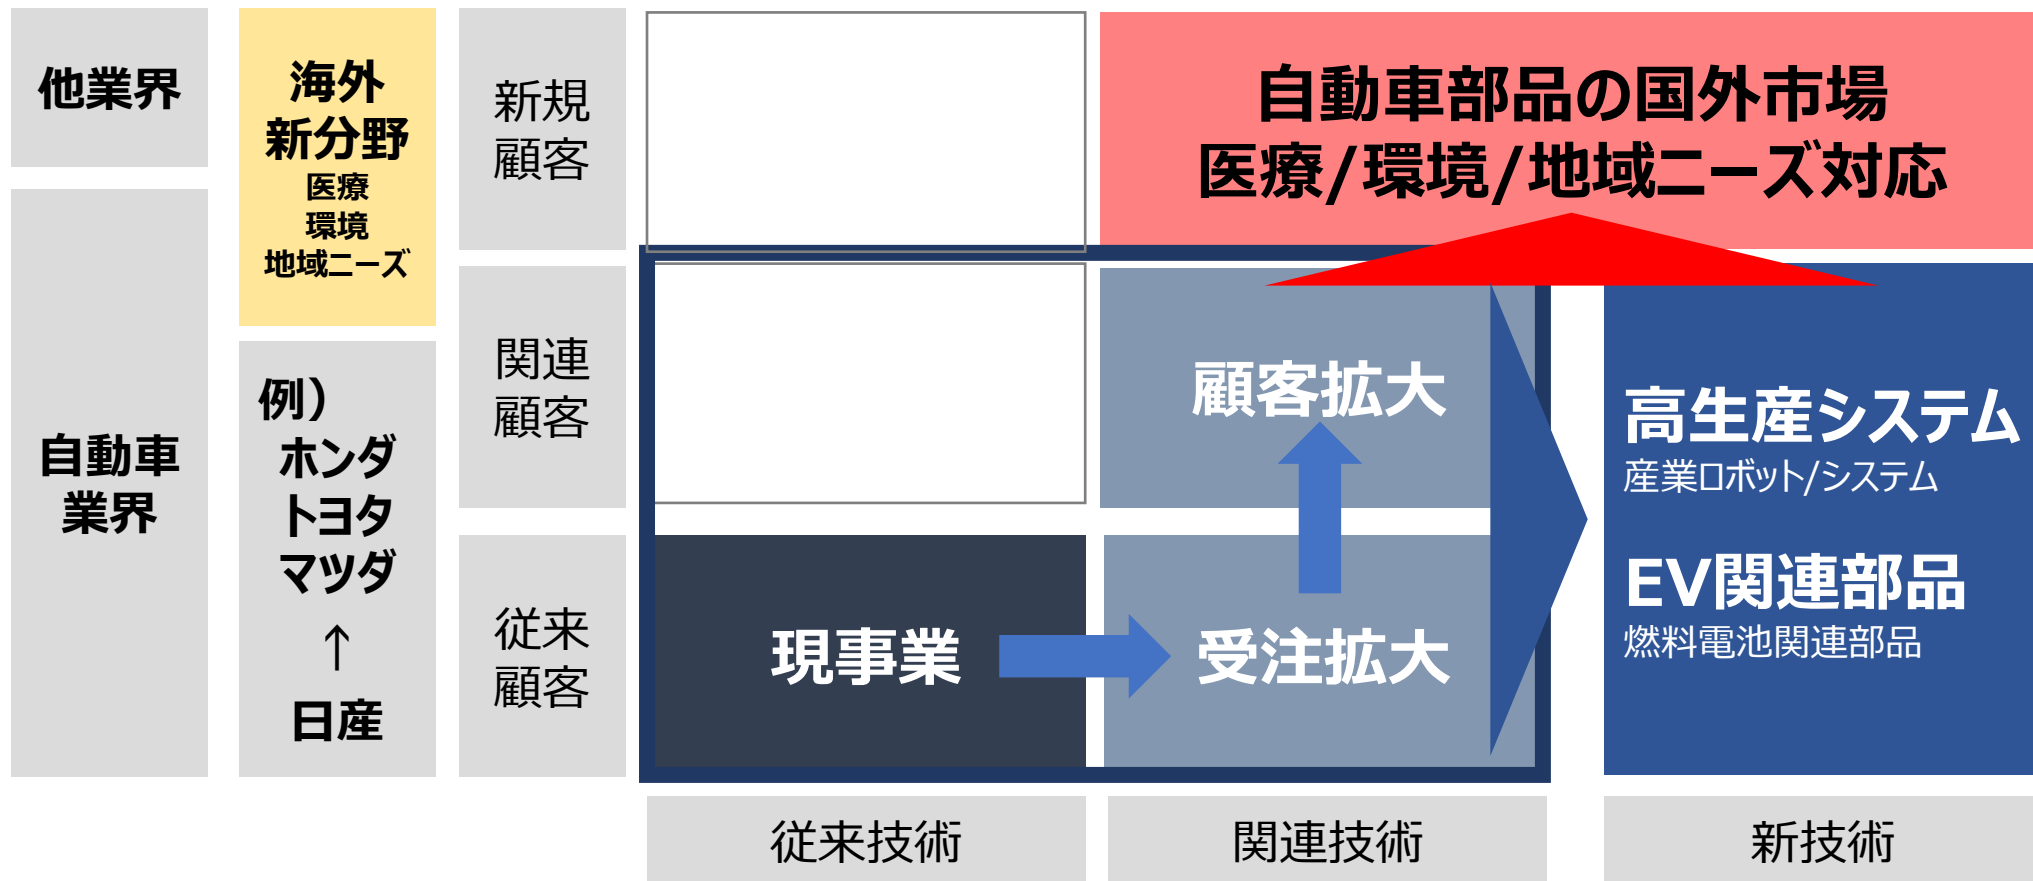 他業界
自動車
業界
海外
新分野
医療
環境
地域ニーズ
例）
ホンダ
トヨタ
マツダ
↑
日産
新規
顧客
関連
顧客
従来
顧客
自動車部品の国外市場
医療/環境/地域ニーズ対応
顧客拡大
現事業
受注拡大
高生産システム
産業ロボット/システム
EV関連部品
燃料電池関連部品
従来技術
関連技術
新技術